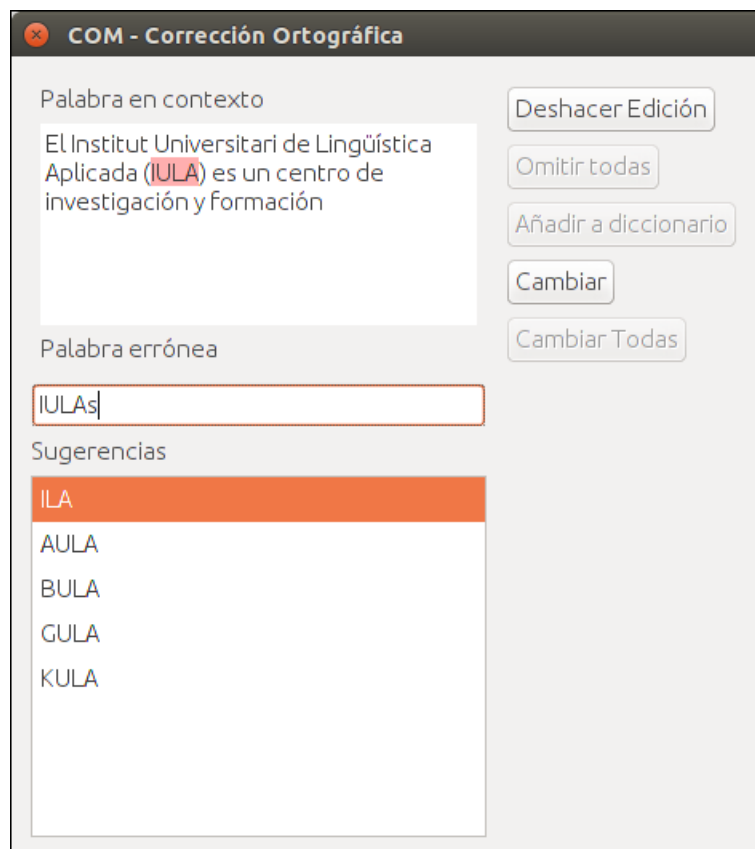 COM - Corrección Ortográfica
Palabra en contexto
El Institut Universitari de Lingüística
Aplicada (IULA) es un centro de
investigación y formación
Deshacer Edición
Omitir todas
Añadir a diccionario
Cambiar
Cambiar Todas
Palabra errónea
IULAs
Sugerencias
ILA
AULA
BULA
GULA
KULA